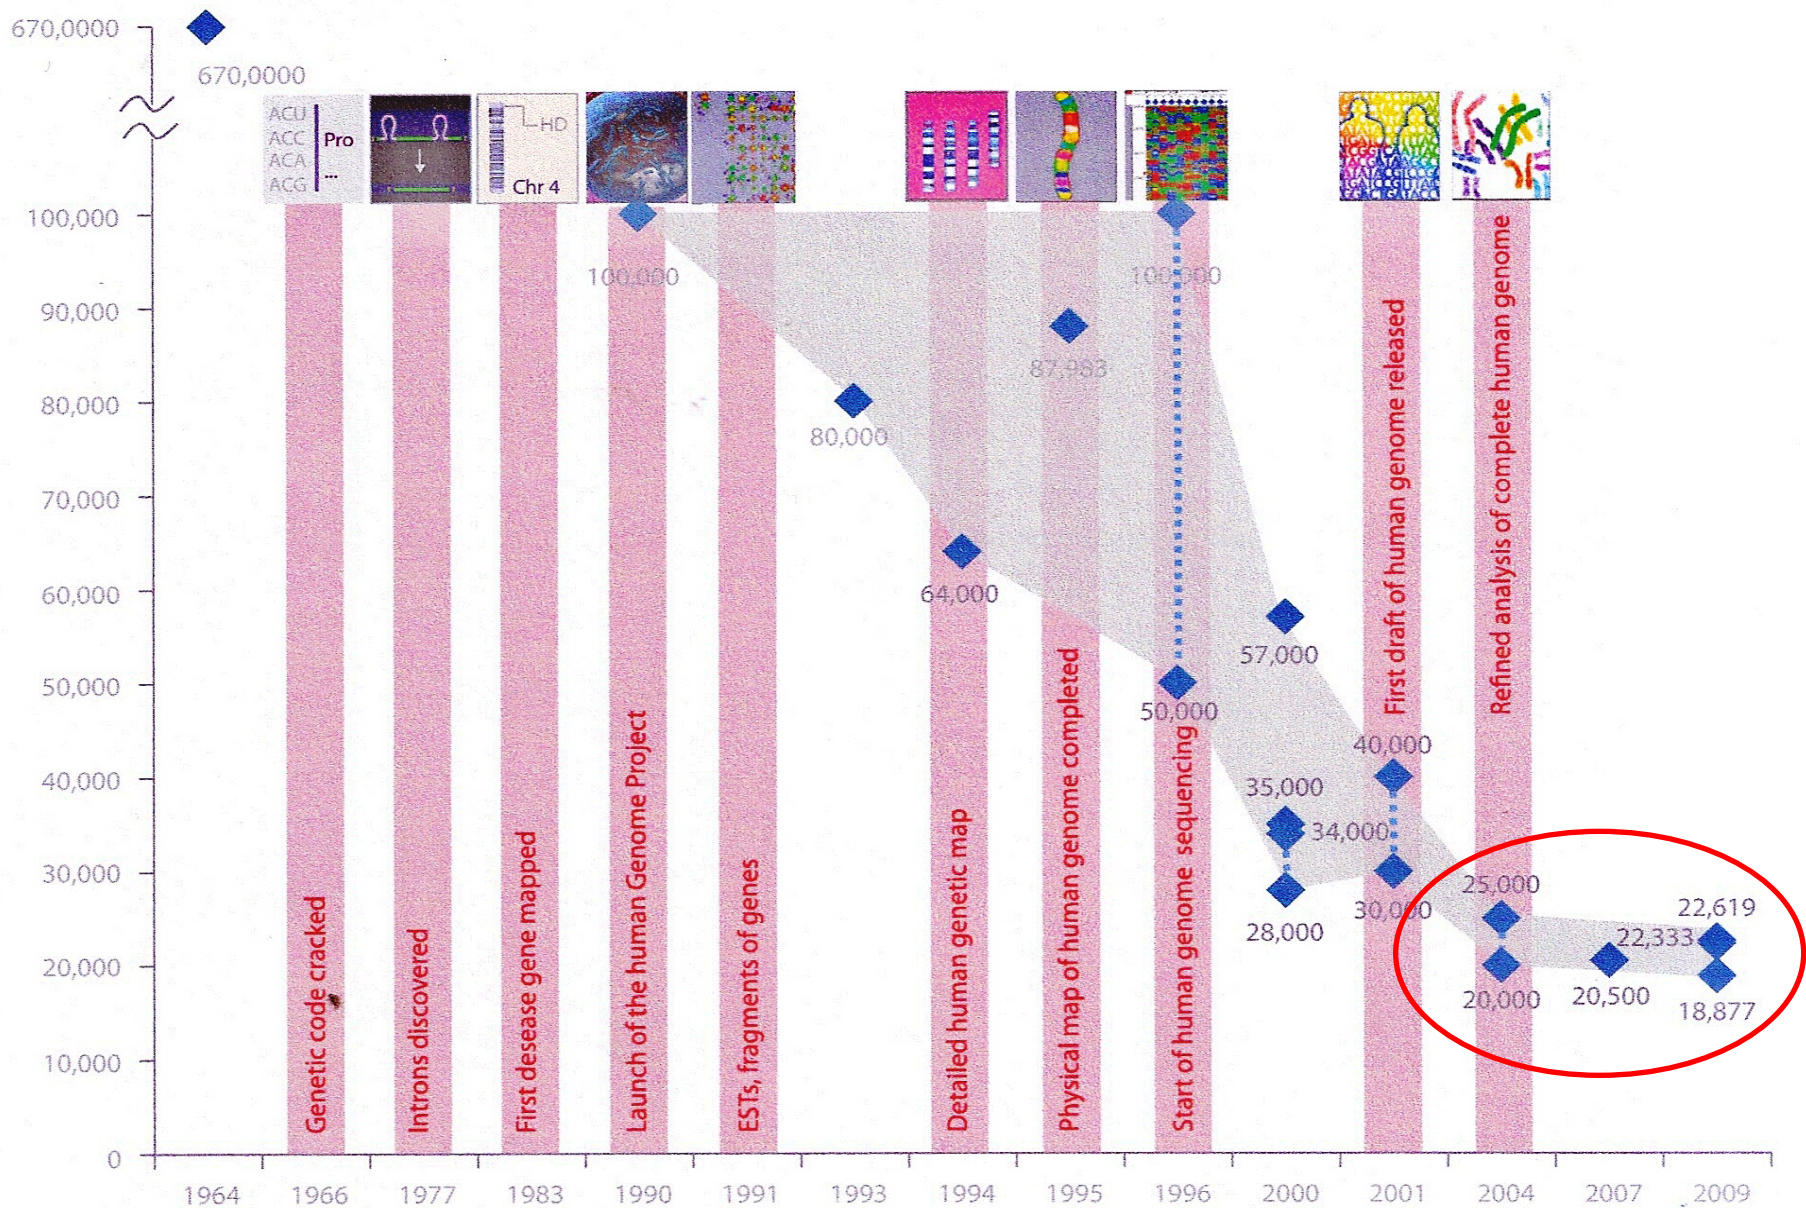 670,0000
670,0000
ACU
ACC
ACA
ACG
Pro
...
HD
Chr 4
100,000
90,000
80,000
70,000
60,000
50,000
40,000
30,000
20,000
10,000
0
100,000
100,000
87,983
80,000
64,000
57,000
50,000
40,000
35,000
34,000
30,000
28,000
25,000
22,619
22,333
20,000
20,500
18,877
Genetic code cracked
Introns discovered
First desease gene mapped
Launch of the human Genome Project
ESTs, fragments of genes
Detailed human genetic map
Physical map of human genome completed
Start of human genome sequencing
First draft of human genome released
Refined analysis of complete human genome
1964 1966 1977 1983 1990 1991 1993 1994 1995 1996 2000 2001 2004 2007 2009